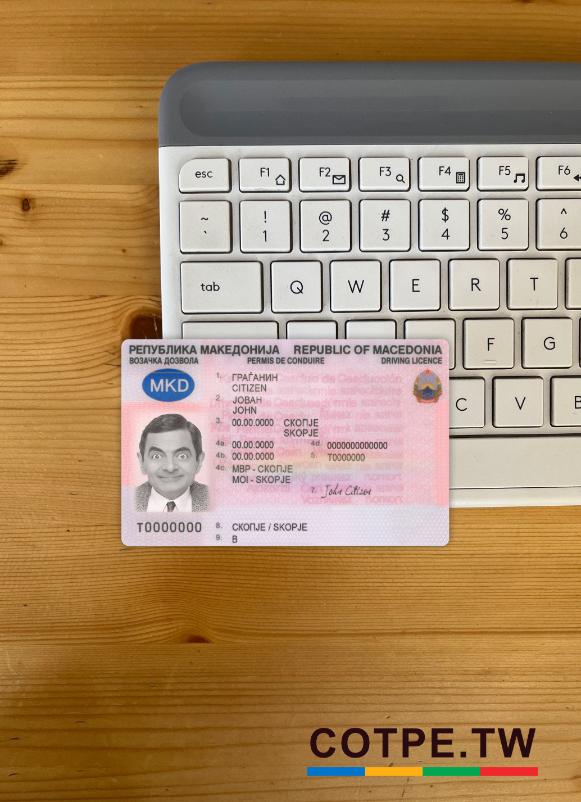 esc F1 F2 F3 F4 F5 F6
~ ! @ # $ % ^
` 1 2 3 4 5 6
tab Q W E R T
F G
C V B
РЕПУБЛИКА МАКЕДОНИЈА REPUBLIC OF MACEDONIA
ВОЗАЧКА ДОЗВОЛА PERMIS DE CONDUIRE DRIVING LICENCE
MKD
1. ГРАЃАНИН
CITIZEN
2. ЈОВАН
JOHN
3. 00.00.0000 СКОПЈЕ
SKOPJE
4a. 00.00.0000 4d. 0000000000000
4b. 00.00.0000 5. T0000000
4c. МВР - СКОПЈЕ
MOI - SKOPJE
7. John Citizen
T0000000
8. СКОПЈЕ / SKOPJE
9. B
COTPE.TW